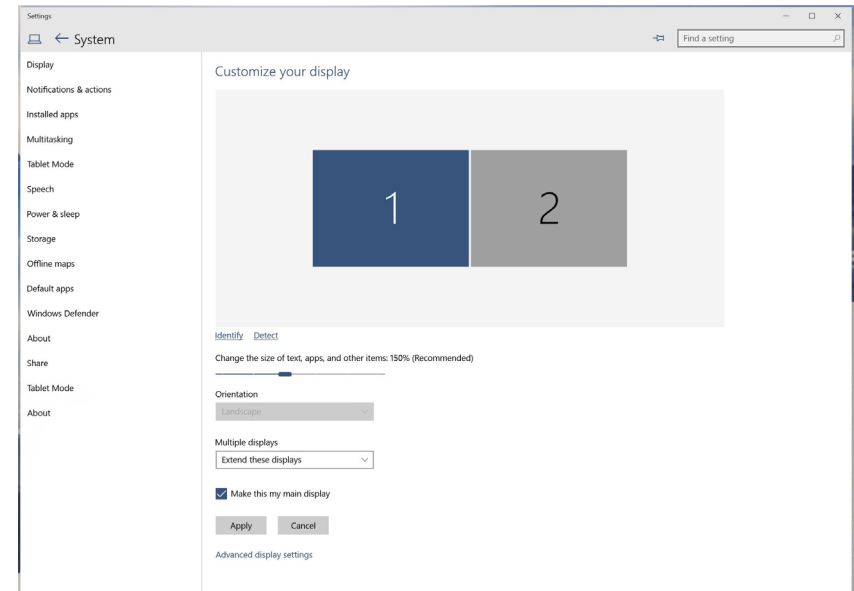 Settings
System
Find a setting
Display
Notifications & actions
Installed apps
Multitasking
Tablet Mode
Speech
Power & sleep
Storage
Offline maps
Default apps
Windows Defender
About
Share
Tablet Mode
About
Customize your display
1
2
Identify Detect
Change the size of text, apps, and other items: 150% (Recommended)
Orientation
Landscape
Multiple displays
Extend these displays
Make this my main display
Apply Cancel
Advanced display settings